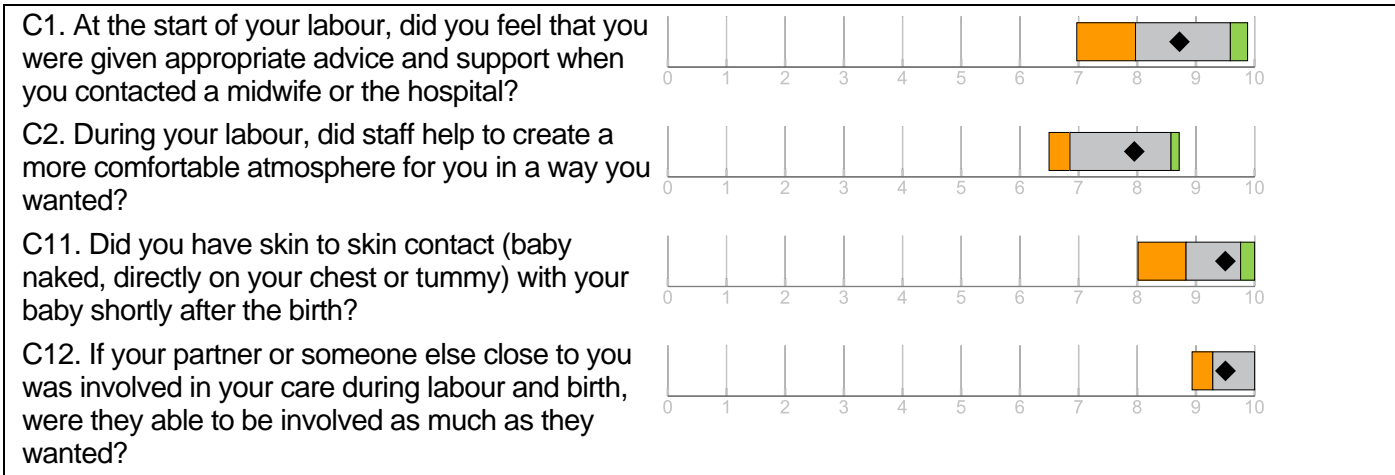 C1. At the start of your labour, did you feel that you
were given appropriate advice and support when
you contacted a midwife or the hospital?
0 1 2 3 4 5 6 7 8 9 10
C2. During your labour, did staff help to create a
more comfortable atmosphere for you in a way you
wanted?
0 1 2 3 4 5 6 7 8 9 10
C11. Did you have skin to skin contact (baby
naked, directly on your chest or tummy) with your
baby shortly after the birth?
0 1 2 3 4 5 6 7 8 9 10
C12. If your partner or someone else close to you
was involved in your care during labour and birth,
were they able to be involved as much as they
wanted?
0 1 2 3 4 5 6 7 8 9 10